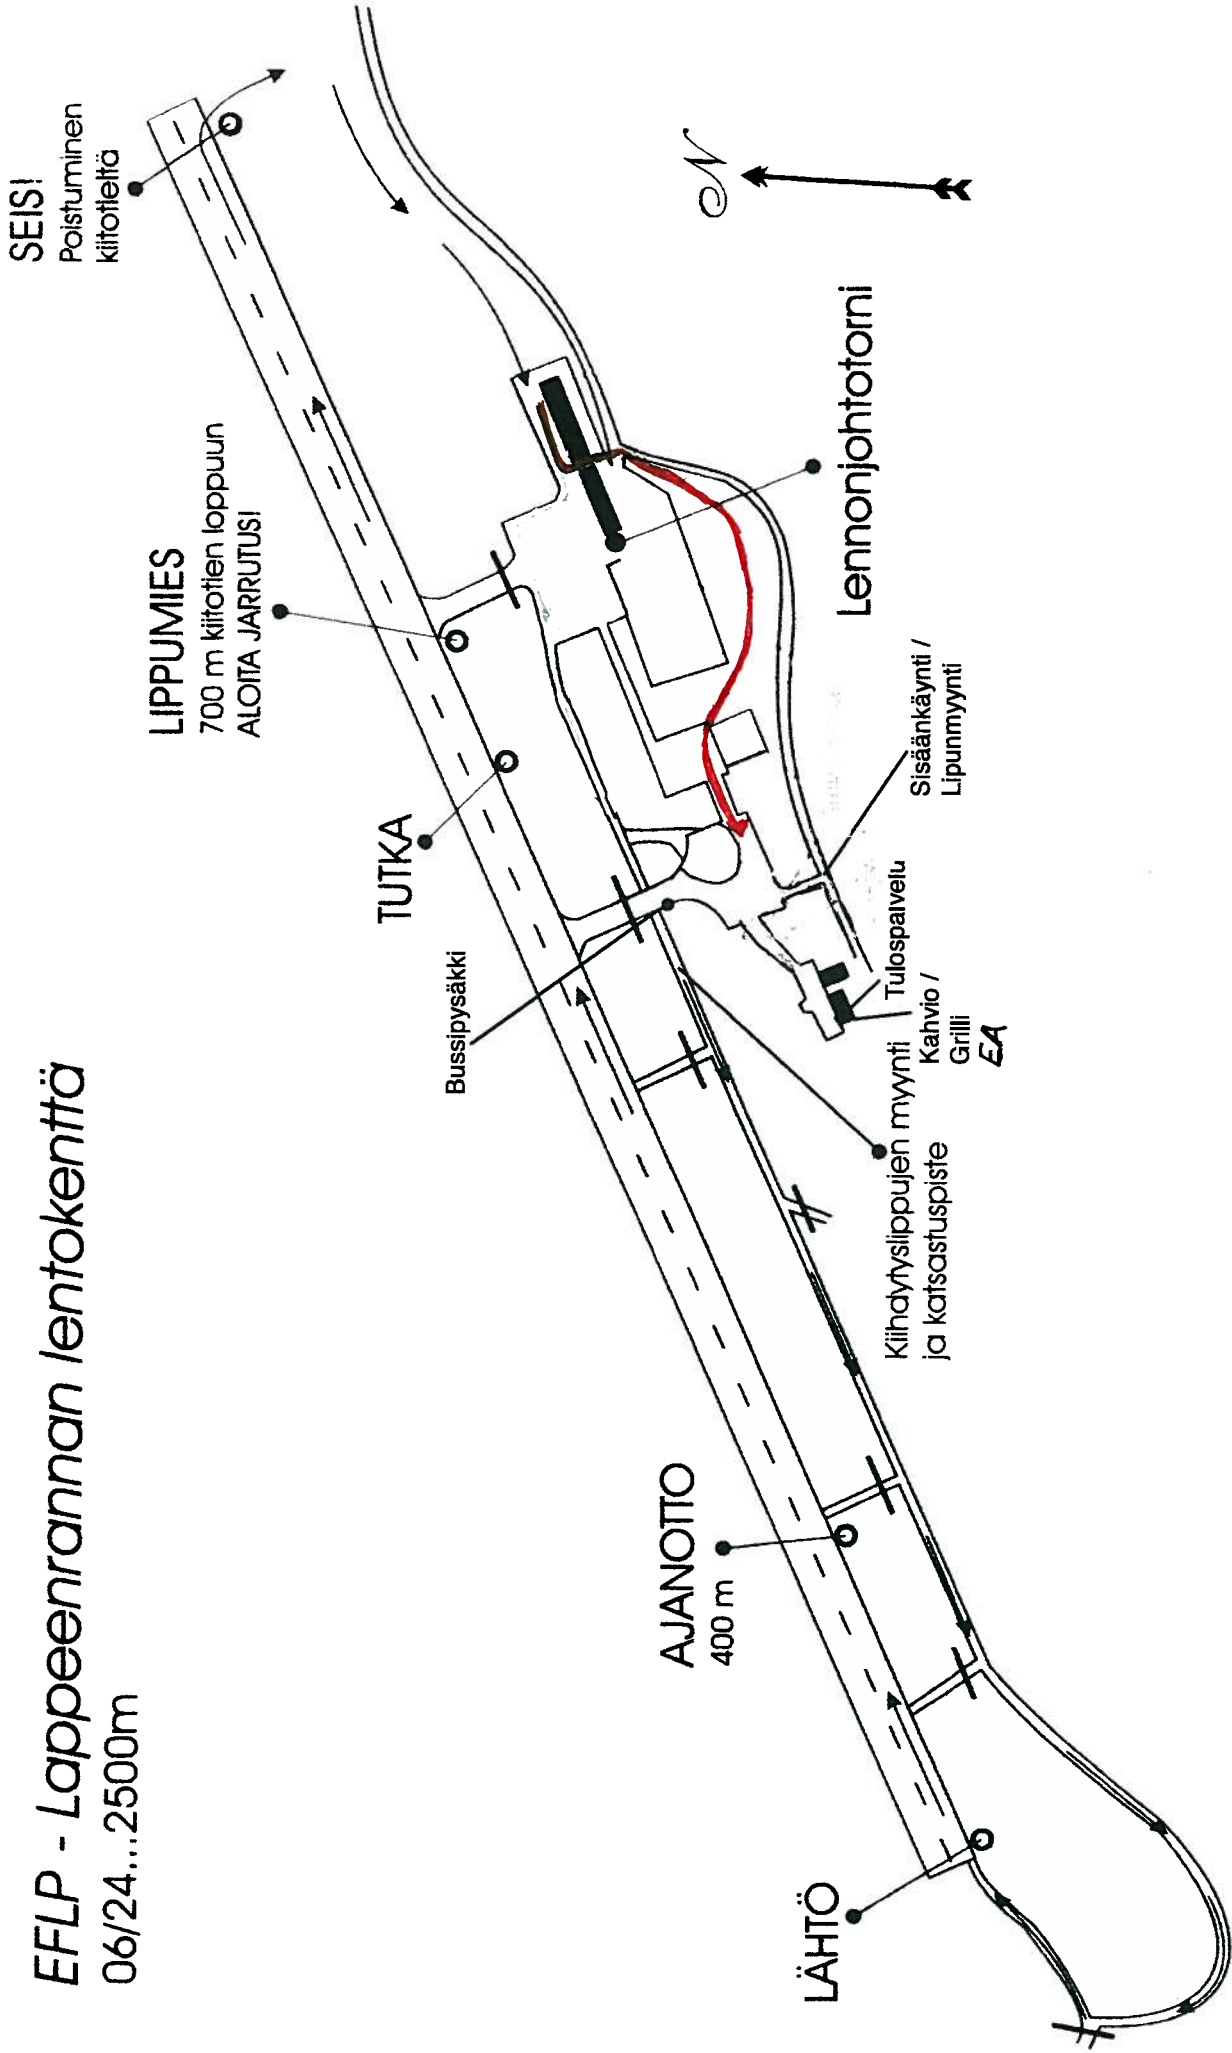 EFLP - Lappeenrannan lentokenttä
06/24...2500m
SEIS!
Poistuminen
kiitotieltä
LIPPUMIES
700 m kiitotien loppuun
ALOITA JARRUTUS!
TUTKA
Bussipysäkki
AJANOTTO
400 m
LÄHTÖ
N
Lennonjohtotorni
Sisäänkäynti /
Lipunmyynti
Tulospalvelu
Kahvio /
Grilli
EA
Kiihdytyslippujen myynti
ja katsastuspiste